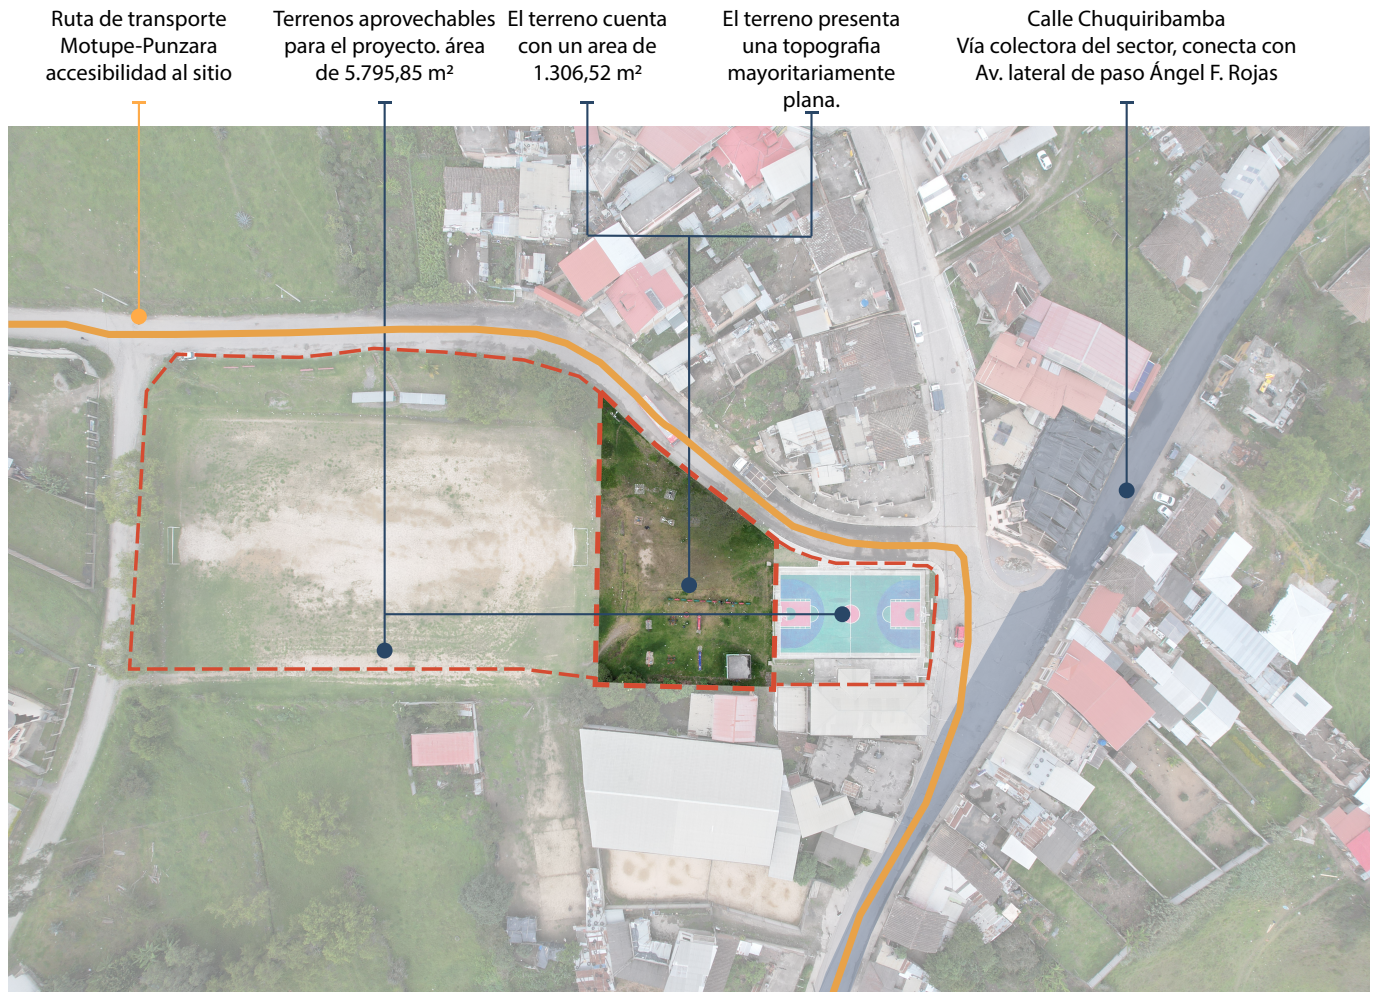 Ruta de transporte
Motupe-Punzara
accesibilidad al sitio
Terrenos aprovechables
para el proyecto. área
de 5.795,85 m²
El terreno cuenta
con un area de
1.306,52 m²
El terreno presenta
una topografia
mayoritariamente
plana.
Calle Chuquiribamba
Vía colectora del sector, conecta con
Av. lateral de paso Ángel F. Rojas